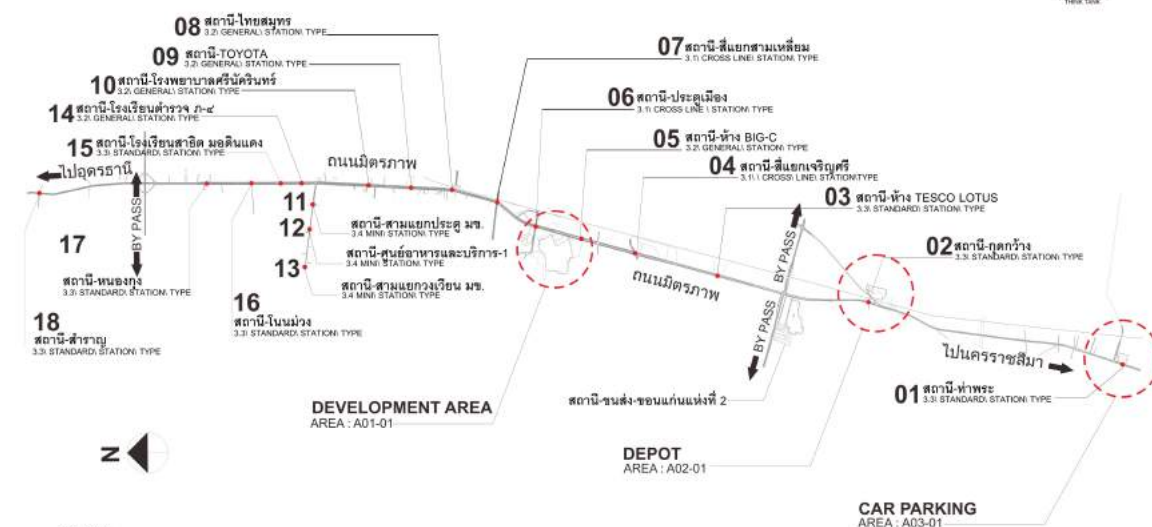 THINK TANK
08 สถานี-ไทยสมุทร
3.2\ GENERAL\ STATION\ TYPE
09 สถานี-TOYOTA
3.2\ GENERAL\ STATION\ TYPE
10 สถานี-โรงพยาบาลศรีนครินทร์
3.2\ GENERAL\ STATION\ TYPE
14 สถานี-โรงเรียนตำรวจ ภ-๔
3.2\ GENERAL\ STATION\ TYPE
15 สถานี-โรงเรียนสาธิต มอดินแดง
3.3\ STANDARD\ STATION\ TYPE
ไปอุดรธานี
BY PASS
ถนนมิตรภาพ
07 สถานี-สี่แยกสามเหลี่ยม
3.1\ CROSS LINE\ STATION\ TYPE
06 สถานี-ประตูเมือง
3.1\ CROSS LINE \ STATION\ TYPE
05 สถานี-ห้าง BIG-C
3.2\ GENERAL\ STATION\ TYPE
04 สถานี-สี่แยกเจริญศรี
3.1\ CROSS LINE\ STATION\TYPE
03 สถานี-ห้าง TESCO LOTUS
3.3\ STANDARD\ STATION\ TYPE
02 สถานี-กุดกว้าง
3.3\ STANDARD\ STATION\ TYPE
11 สถานี-สามแยกประตู มข.
3.4 MINI\ STATION\ TYPE
12 สถานี-ศูนย์อาหารและบริการ-1
3.4 MINI\ STATION\ TYPE
13 สถานี-สามแยกวงเวียน มข.
3.4 MINI\ STATION\ TYPE
17
สถานี-หนองกุง
3.3\ STANDARD\ STATION\ TYPE
16
สถานี-โนนม่วง
3.3\ STANDARD\ STATION\ TYPE
18
สถานี-สำราญ
3.3\ STANDARD\ STATION\ TYPE
ถนนมิตรภาพ
BY PASS
BY PASS
ไปนครราชสีมา
01 สถานี-ท่าพระ
3.3\ STANDARD\ STATION\ TYPE
สถานี-ขนส่ง-ขอนแก่นแห่งที่ 2
DEVELOPMENT AREA
AREA : A01-01
DEPOT
AREA : A02-01
CAR PARKING
AREA : A03-01
N